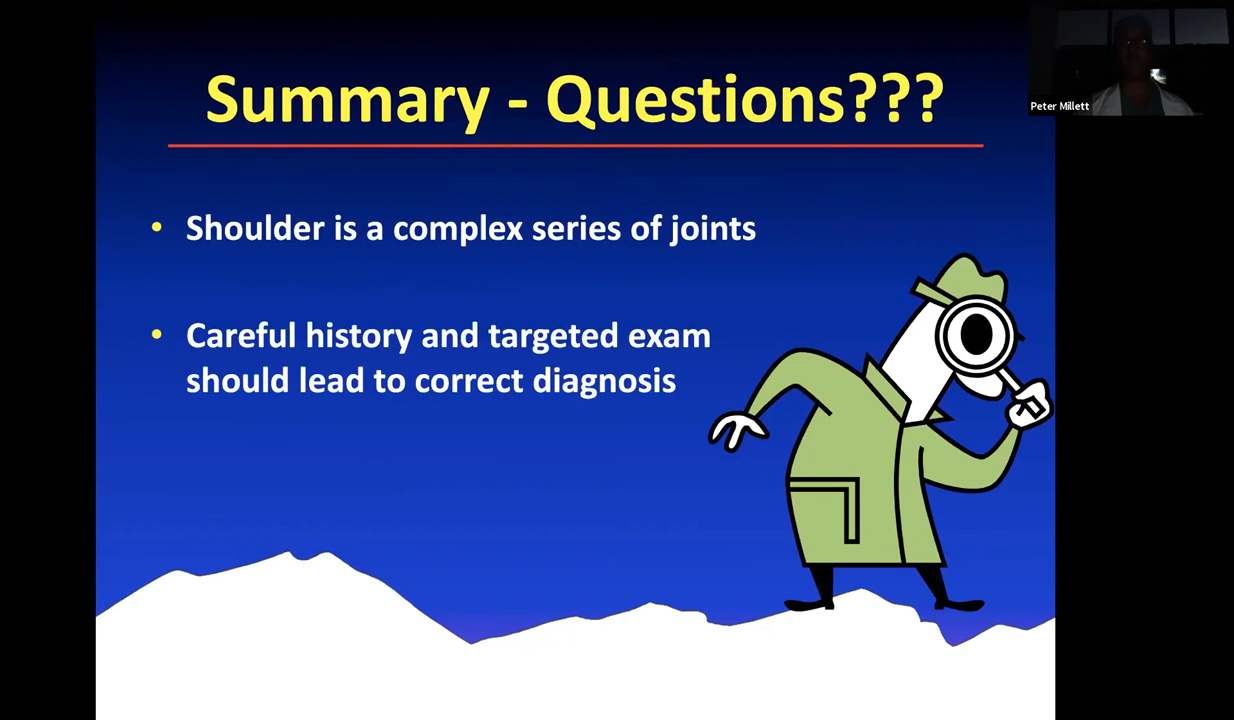 Summary - Questions???
• Shoulder is a complex series of joints
• Careful history and targeted exam
should lead to correct diagnosis
Peter Millett